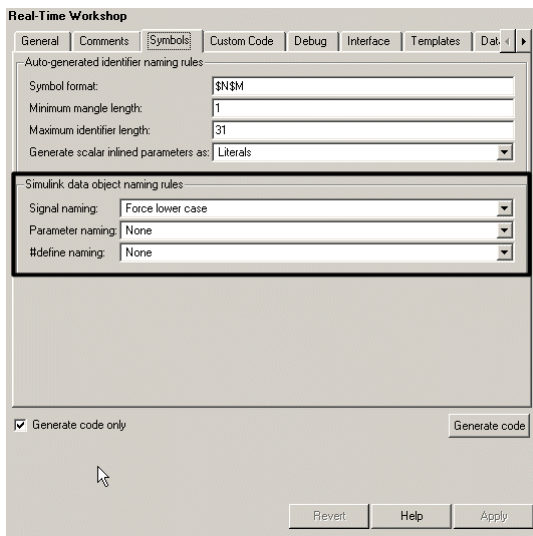 Real-Time Workshop
General Comments Symbols Custom Code Debug Interface Templates Dat
Auto-generated identifier naming rules
Symbol format: $N$M
Minimum mangle length: 1
Maximum identifier length: 31
Generate scalar inlined parameters as: Literals
Simulink data object naming rules
Signal naming: Force lower case
Parameter naming: None
#define naming: None
Generate code only Generate code
Revert Help Apply